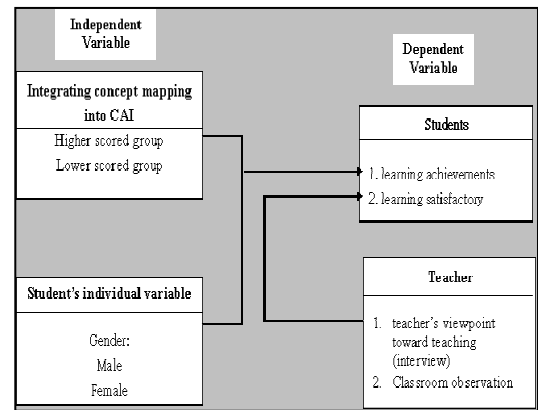 Independent
Variable
Integrating concept mapping
into CAI
Higher scored group
Lower scored group
Student's individual variable
Gender:
Male
Female
Dependent
Variable
Students
1. learning achievements
2. learning satisfactory
Teacher
1. teacher's viewpoint
toward teaching
(interview)
2. Classroom observation